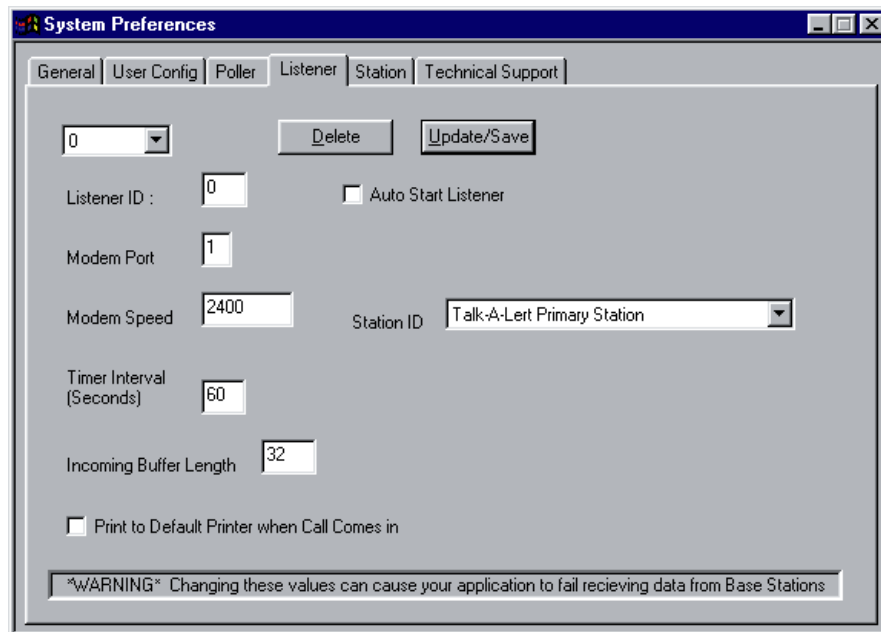 System Preferences
General User Config Poller Listener Station Technical Support
0 Delete Update/Save
Listener ID : 0 Auto Start Listener
Modem Port 1
Modem Speed 2400 Station ID Talk-A-Lert Primary Station
Timer Interval
(Seconds) 60
Incoming Buffer Length 32
Print to Default Printer when Call Comes in
*WARNING* Changing these values can cause your application to fail recieving data from Base Stations